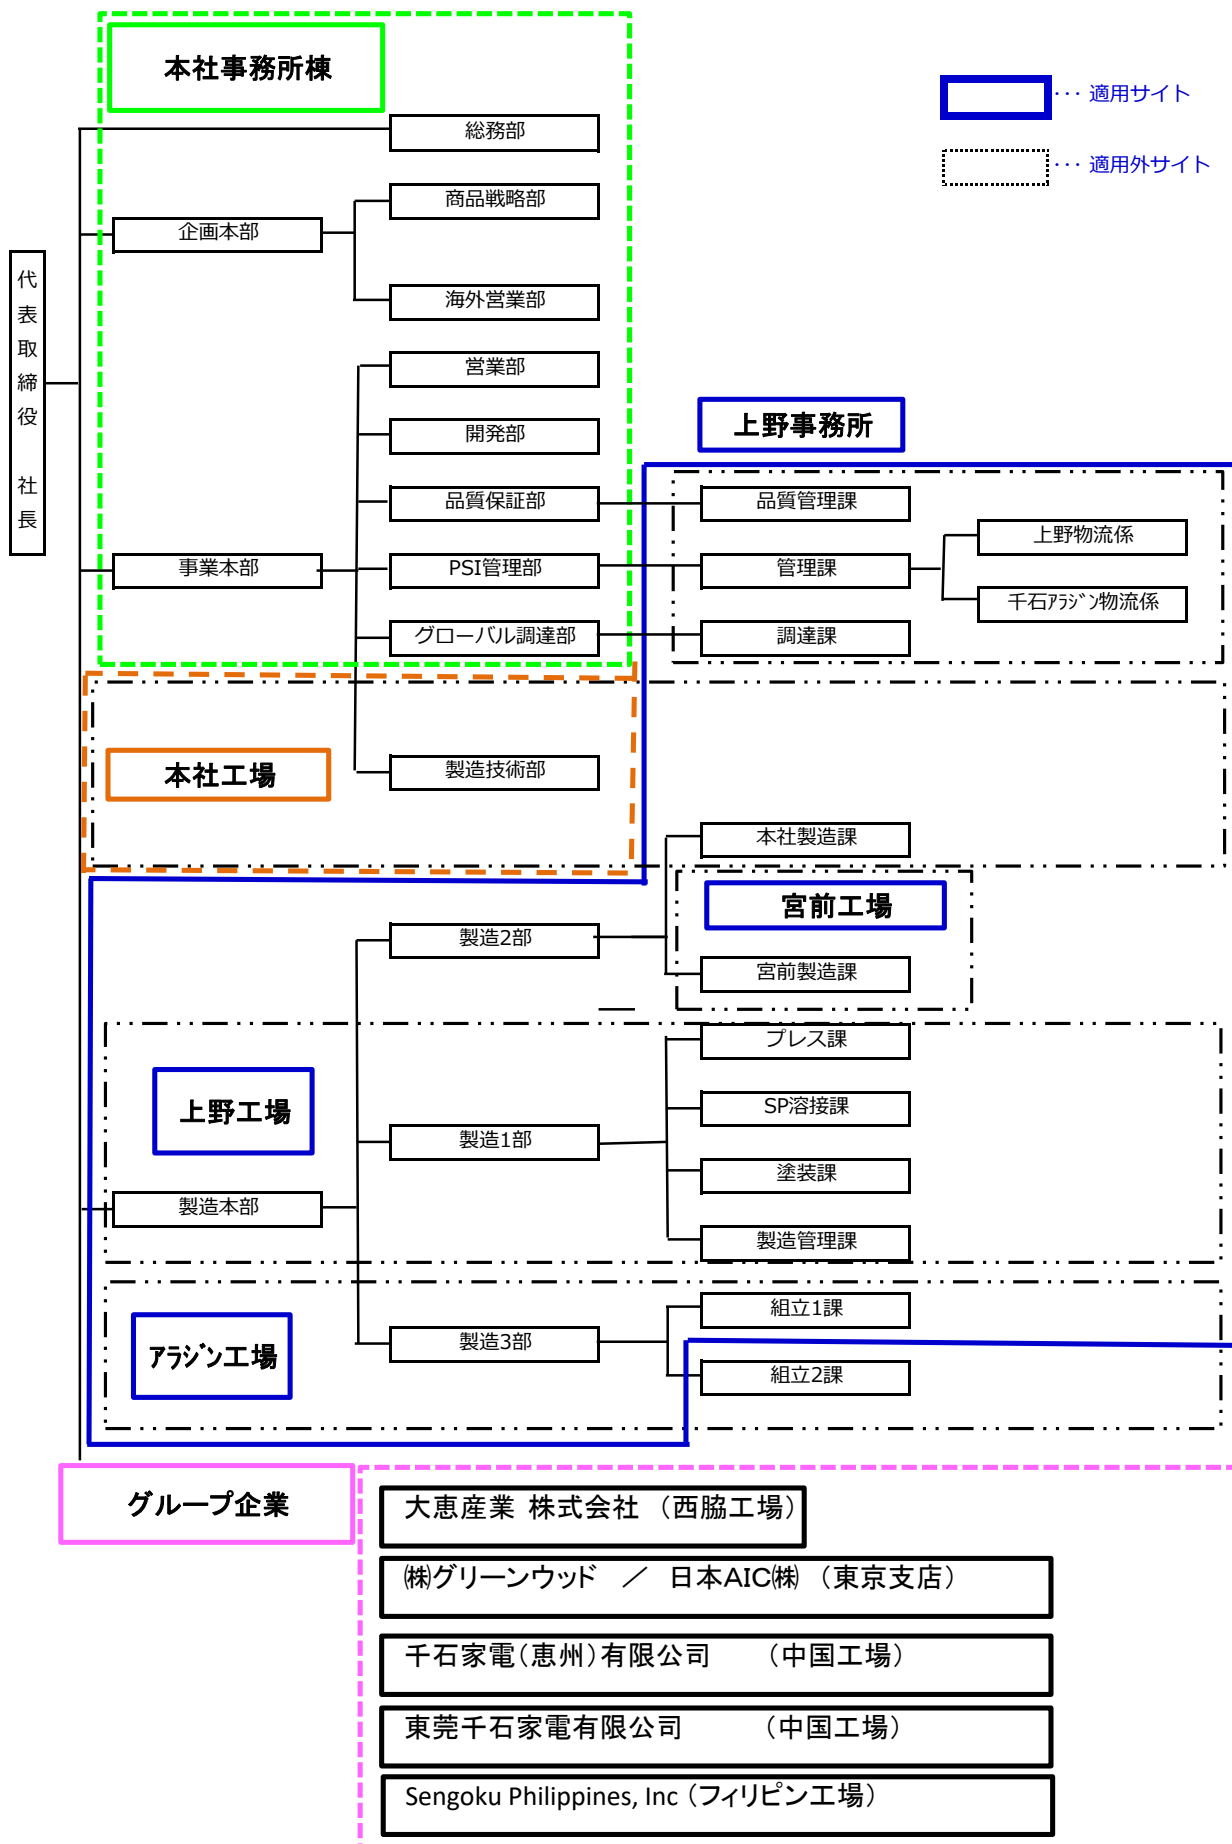 本社事務所棟
･･･ 適用サイト
･･･ 適用外サイト
総務部
商品戦略部
企画本部
海外営業部
代表取締役 社長
営業部
開発部
上野事務所
品質保証部
品質管理課
上野物流係
事業本部
PSI管理部
管理課
千石ｱﾗｼﾞﾝ物流係
グローバル調達部
調達課
本社工場
製造技術部
本社製造課
宮前工場
製造2部
宮前製造課
プレス課
上野工場
SP溶接課
製造1部
塗装課
製造本部
製造管理課
組立1課
ｱﾗｼﾞﾝ工場
製造3部
組立2課
グループ企業
大恵産業 株式会社 （西脇工場）
㈱グリーンウッド ／ 日本AIC㈱ （東京支店）
千石家電（恵州）有限公司 （中国工場）
東莞千石家電有限公司 （中国工場）
Sengoku Philippines, Inc（フィリピン工場）